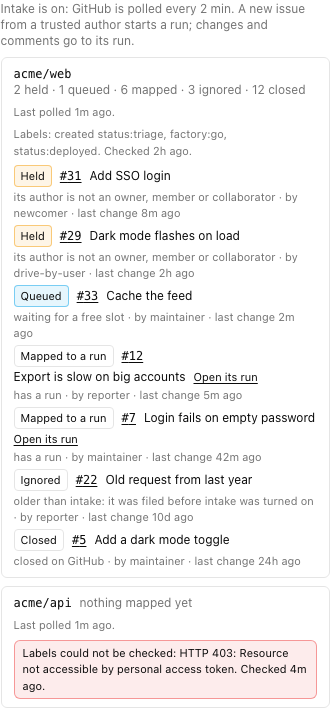 Intake is on: GitHub is polled every 2 min. A new issue
from a trusted author starts a run; changes and
comments go to its run.
acme/web
2 held · 1 queued · 6 mapped · 3 ignored · 12 closed
Last polled 1m ago.
Labels: created status:triage, factory:go,
status:deployed. Checked 2h ago.
Held #31 Add SSO login
its author is not an owner, member or collaborator · by
newcomer · last change 8m ago
Held #29 Dark mode flashes on load
its author is not an owner, member or collaborator · by
drive-by-user · last change 2h ago
Queued #33 Cache the feed
waiting for a free slot · by maintainer · last change 2m
ago
Mapped to a run #12
Export is slow on big accounts Open its run
has a run · by reporter · last change 5m ago
Mapped to a run #7 Login fails on empty password
Open its run
has a run · by maintainer · last change 42m ago
Ignored #22 Old request from last year
older than intake: it was filed before intake was turned on
· by reporter · last change 10d ago
Closed #5 Add a dark mode toggle
closed on GitHub · by maintainer · last change 24h ago
acme/api nothing mapped yet
Last polled 1m ago.
Labels could not be checked: HTTP 403: Resource
not accessible by personal access token. Checked 4m
ago.